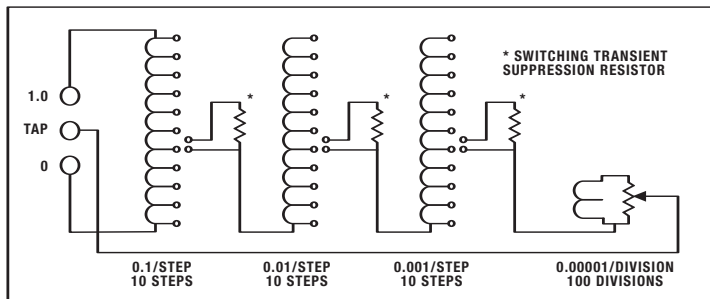 * SWITCHING TRANSIENT
SUPPRESSION RESISTOR
1.0
TAP
0
*
*
*
0.1/STEP
10 STEPS
0.01/STEP
10 STEPS
0.001/STEP
10 STEPS
0.00001/DIVISION
100 DIVISIONS